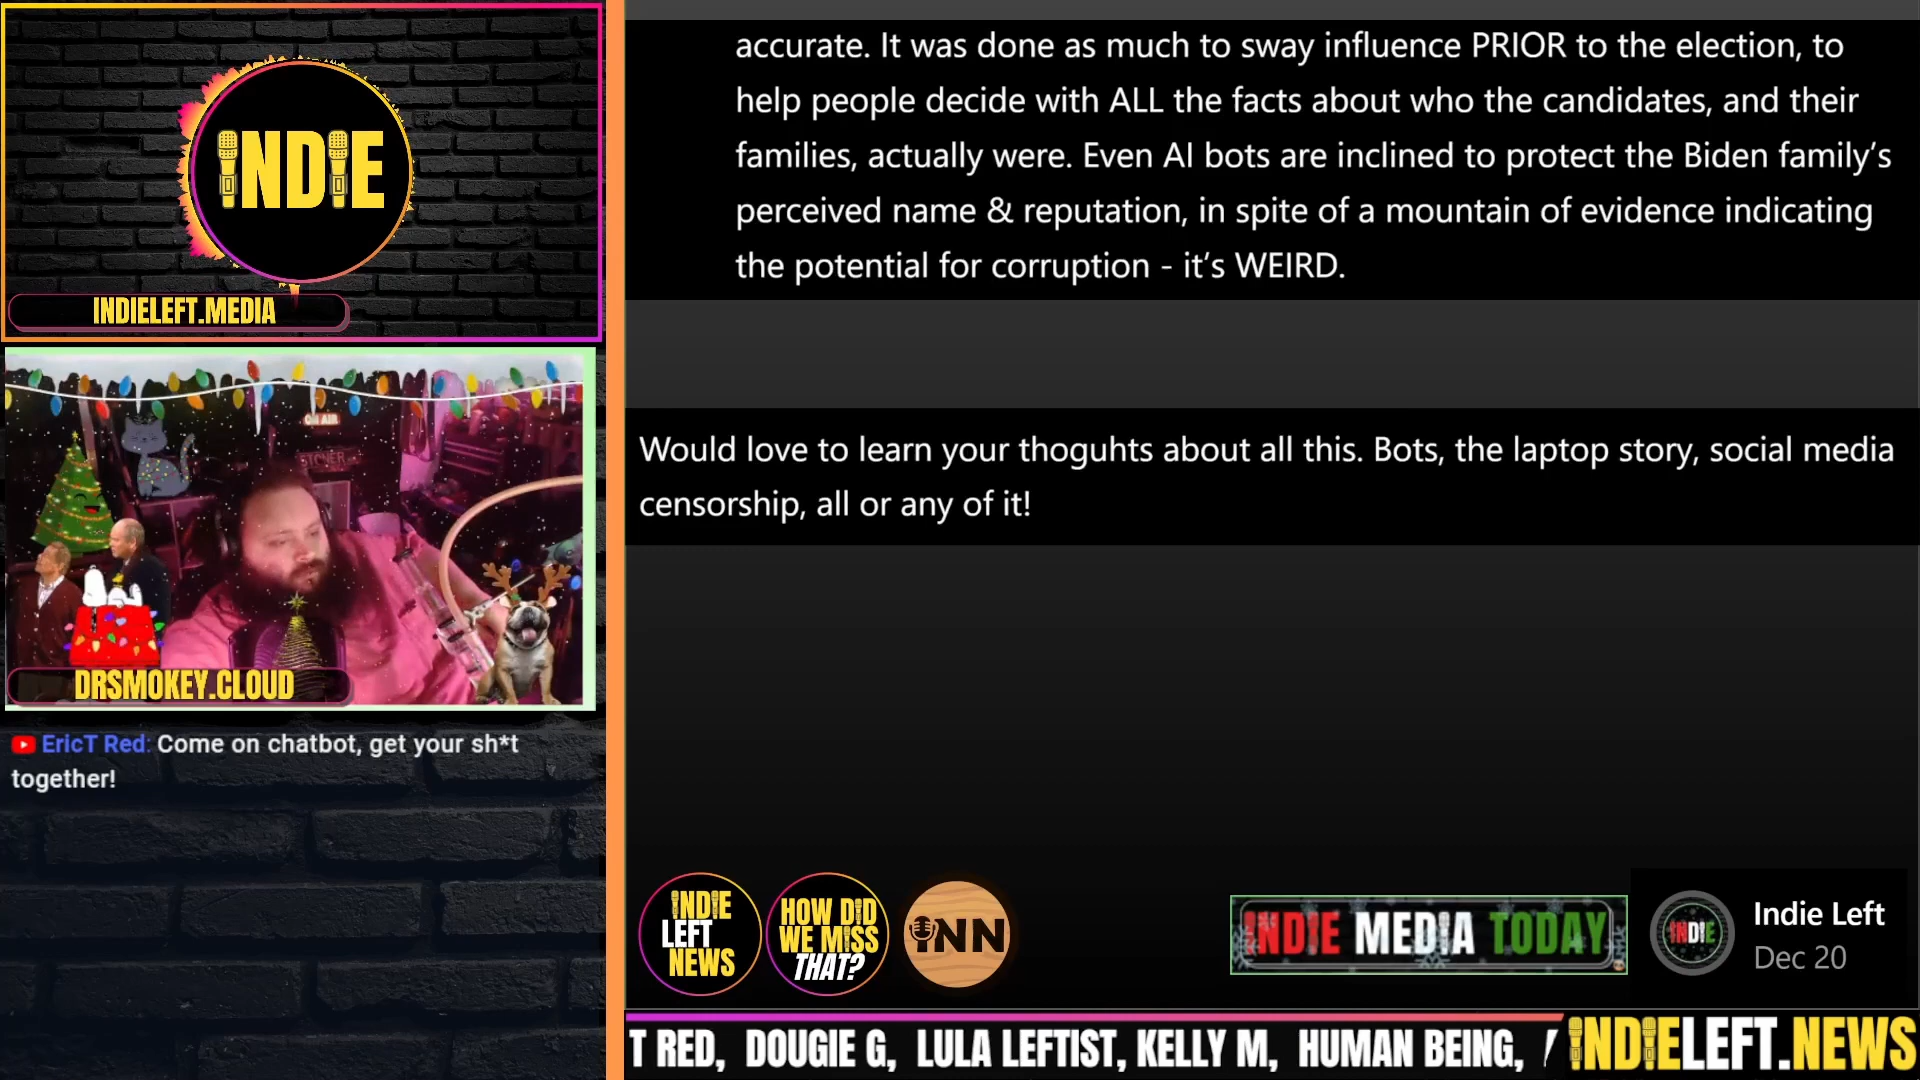 INDIE
INDIELEFT.MEDIA
ON AIR
DRSMOKEY.CLOUD
EricT Red: Come on chatbot, get your sh*t
together!
accurate. It was done as much to sway influence PRIOR to the election, to
help people decide with ALL the facts about who the candidates, and their
families, actually were. Even AI bots are inclined to protect the Biden family’s
perceived name & reputation, in spite of a mountain of evidence indicating
the potential for corruption - it’s WEIRD.
Would love to learn your thoguhts about all this. Bots, the laptop story, social media
censorship, all or any of it!
INDIE
LEFT
NEWS
HOW DID
WE MISS
THAT?
INN
INDIE MEDIA TODAY
INDIE
Indie Left
Dec 20
T RED, DOUGIE G, LULA LEFTIST, KELLY M, HUMAN BEING,
INDIELEFT.NEWS